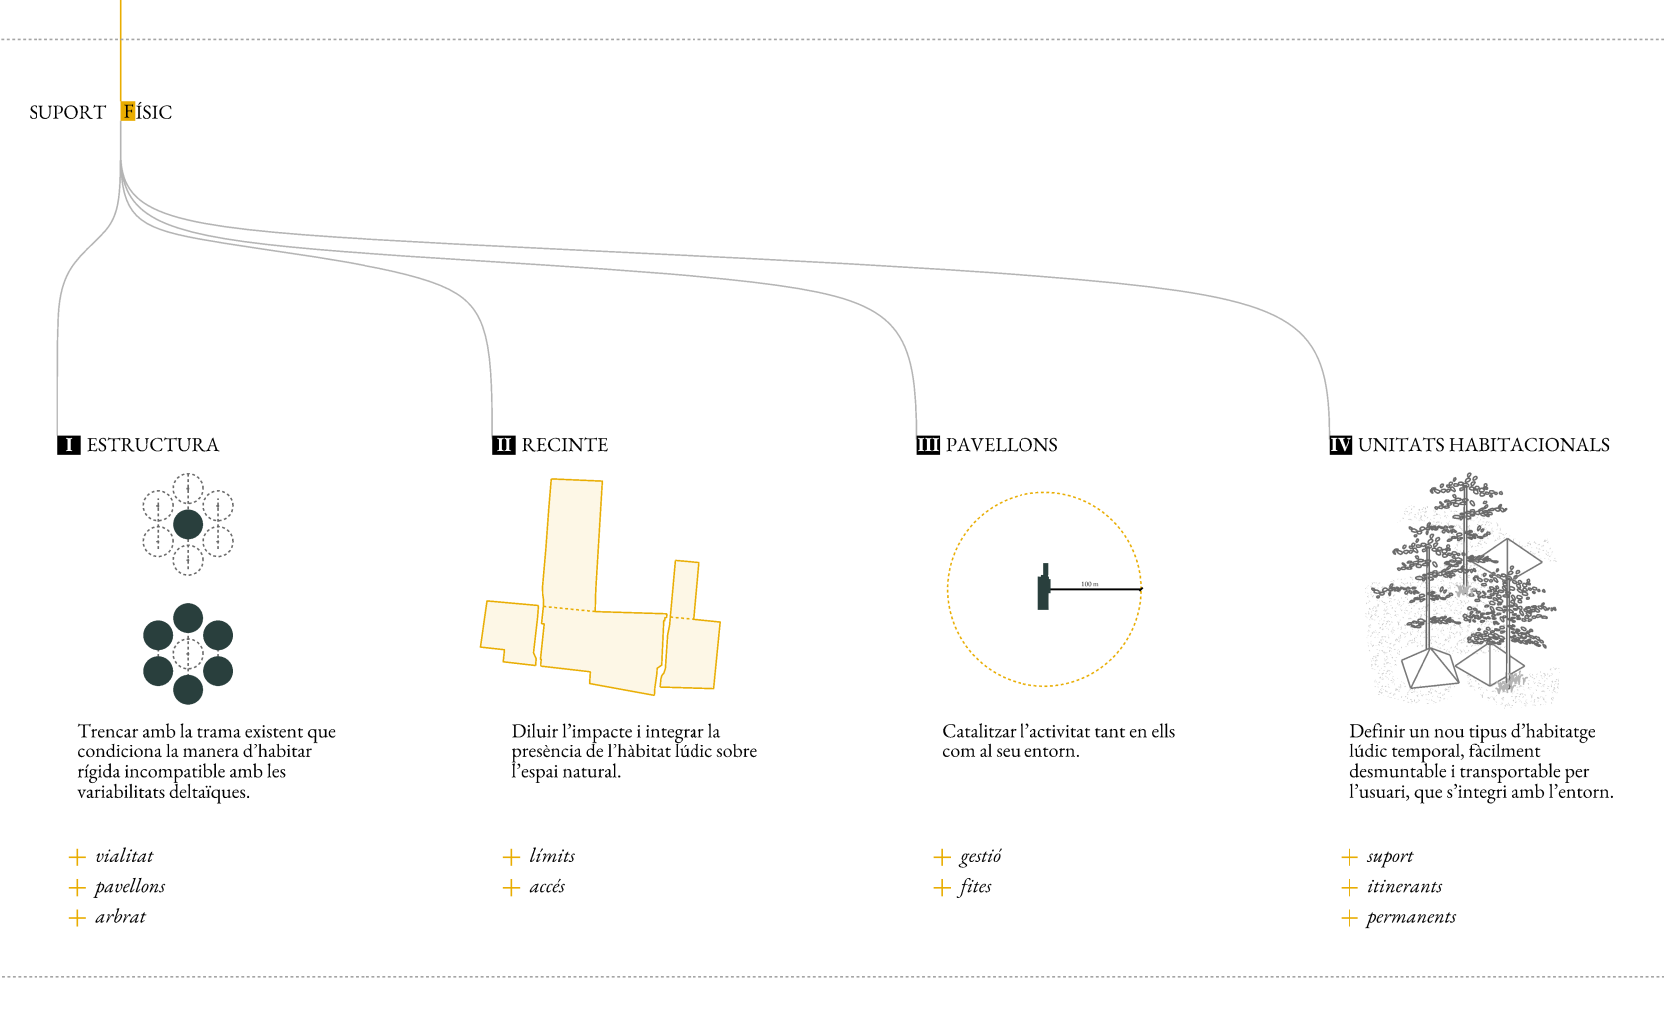 SUPORT FÍSIC
I ESTRUCTURA
Trencar amb la trama existent que
condiciona la manera d’habitar
rígida incompatible amb les
variabilitats deltaïques.
+ vialitat
+ pavellons
+ arbrat
II RECINTE
Diluir l’impacte i integrar la
presència de l’hàbitat lúdic sobre
l’espai natural.
+ límits
+ accés
III PAVELLONS
100 m
Catalitzar l’activitat tant en ells
com al seu entorn.
+ gestió
+ fites
IV UNITATS HABITACIONALS
Definir un nou tipus d’habitatge
lúdic temporal, fàcilment
desmuntable i transportable per
l’usuari, que s’integri amb l’entorn.
+ suport
+ itinerants
+ permanents